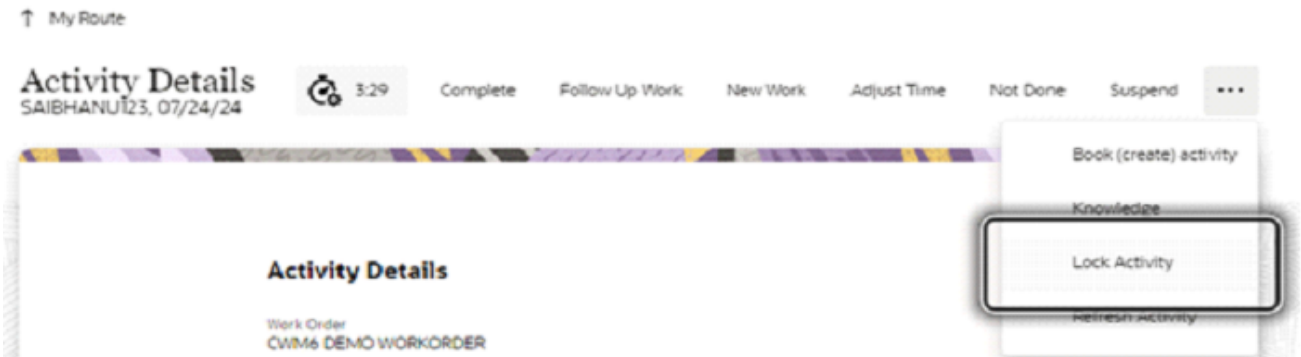 ↑ My Route
Activity Details
SAIBHANU123, 07/24/24
3:29 Complete Follow Up Work New Work Adjust Time Not Done Suspend ...
Book (create) activity
Knowledge
Lock Activity
Refresh Activity
Activity Details
Work Order
CWM6 DEMO WORKORDER